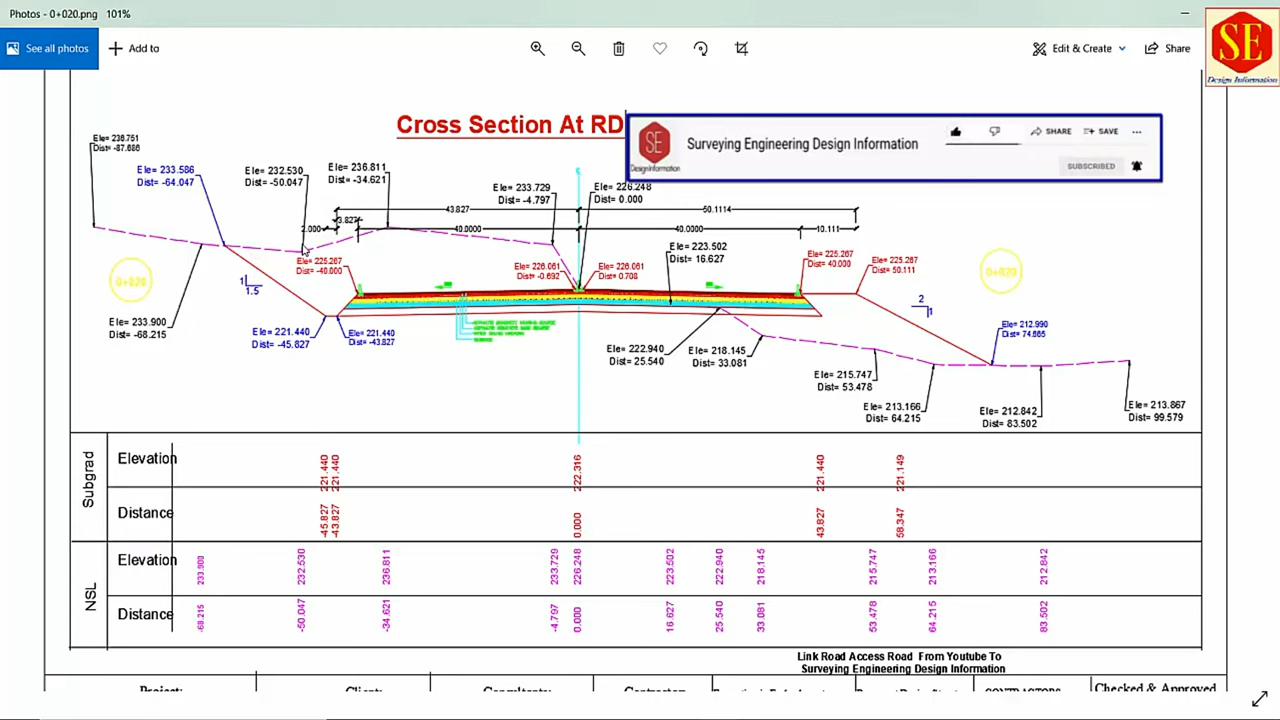 Photos - 0+020.png   101%
See all photos
Add to
Edit & Create
Share
SE
Design Information
Cross Section At RD
SE
Design Information
Surveying Engineering Design Information
SHARE
SAVE
SUBSCRIBED
Ele= 236.751
Dist= -87.686
Ele= 233.586
Dist= -64.047
Ele= 232.530
Dist= -50.047
Ele= 236.811
Dist= -34.621
Ele= 233.729
Dist= -4.797
Ele= 226.248
Dist= 0.000
43.827
50.1114
2.000
3.827
40.0000
40.0000
10.111
Ele= 223.502
Dist= 16.627
Ele= 225.267
Dist= -40.000
Ele= 226.061
Dist= -0.692
Ele= 226.061
Dist= 0.708
Ele= 225.267
Dist= 40.000
Ele= 225.267
Dist= 50.111
0+020
0+020
1
1.5
2
1
Ele= 233.900
Dist= -68.215
Ele= 221.440
Dist= -45.827
Ele= 221.440
Dist= -43.827
Ele= 222.940
Dist= 25.540
Ele= 218.145
Dist= 33.081
Ele= 212.990
Dist= 74.665
Ele= 215.747
Dist= 53.478
Ele= 213.166
Dist= 64.215
Ele= 212.842
Dist= 83.502
Ele= 213.867
Dist= 99.579
Subgrad
Elevation
221.440
221.440
222.316
221.440
221.149
Distance
-45.827
-43.827
0.000
43.827
58.347
NSL
Elevation
233.900
232.530
236.811
233.729
226.248
223.502
222.940
218.145
215.747
213.166
212.842
Distance
-68.215
-50.047
-34.621
-4.797
0.000
16.627
25.540
33.081
53.478
64.215
83.502
Link Road Access Road From Youtube To
Surveying Engineering Design Information
Project:
Client:
Consultanty:
Contractor:
CONTRACTORS
Checked & Approved